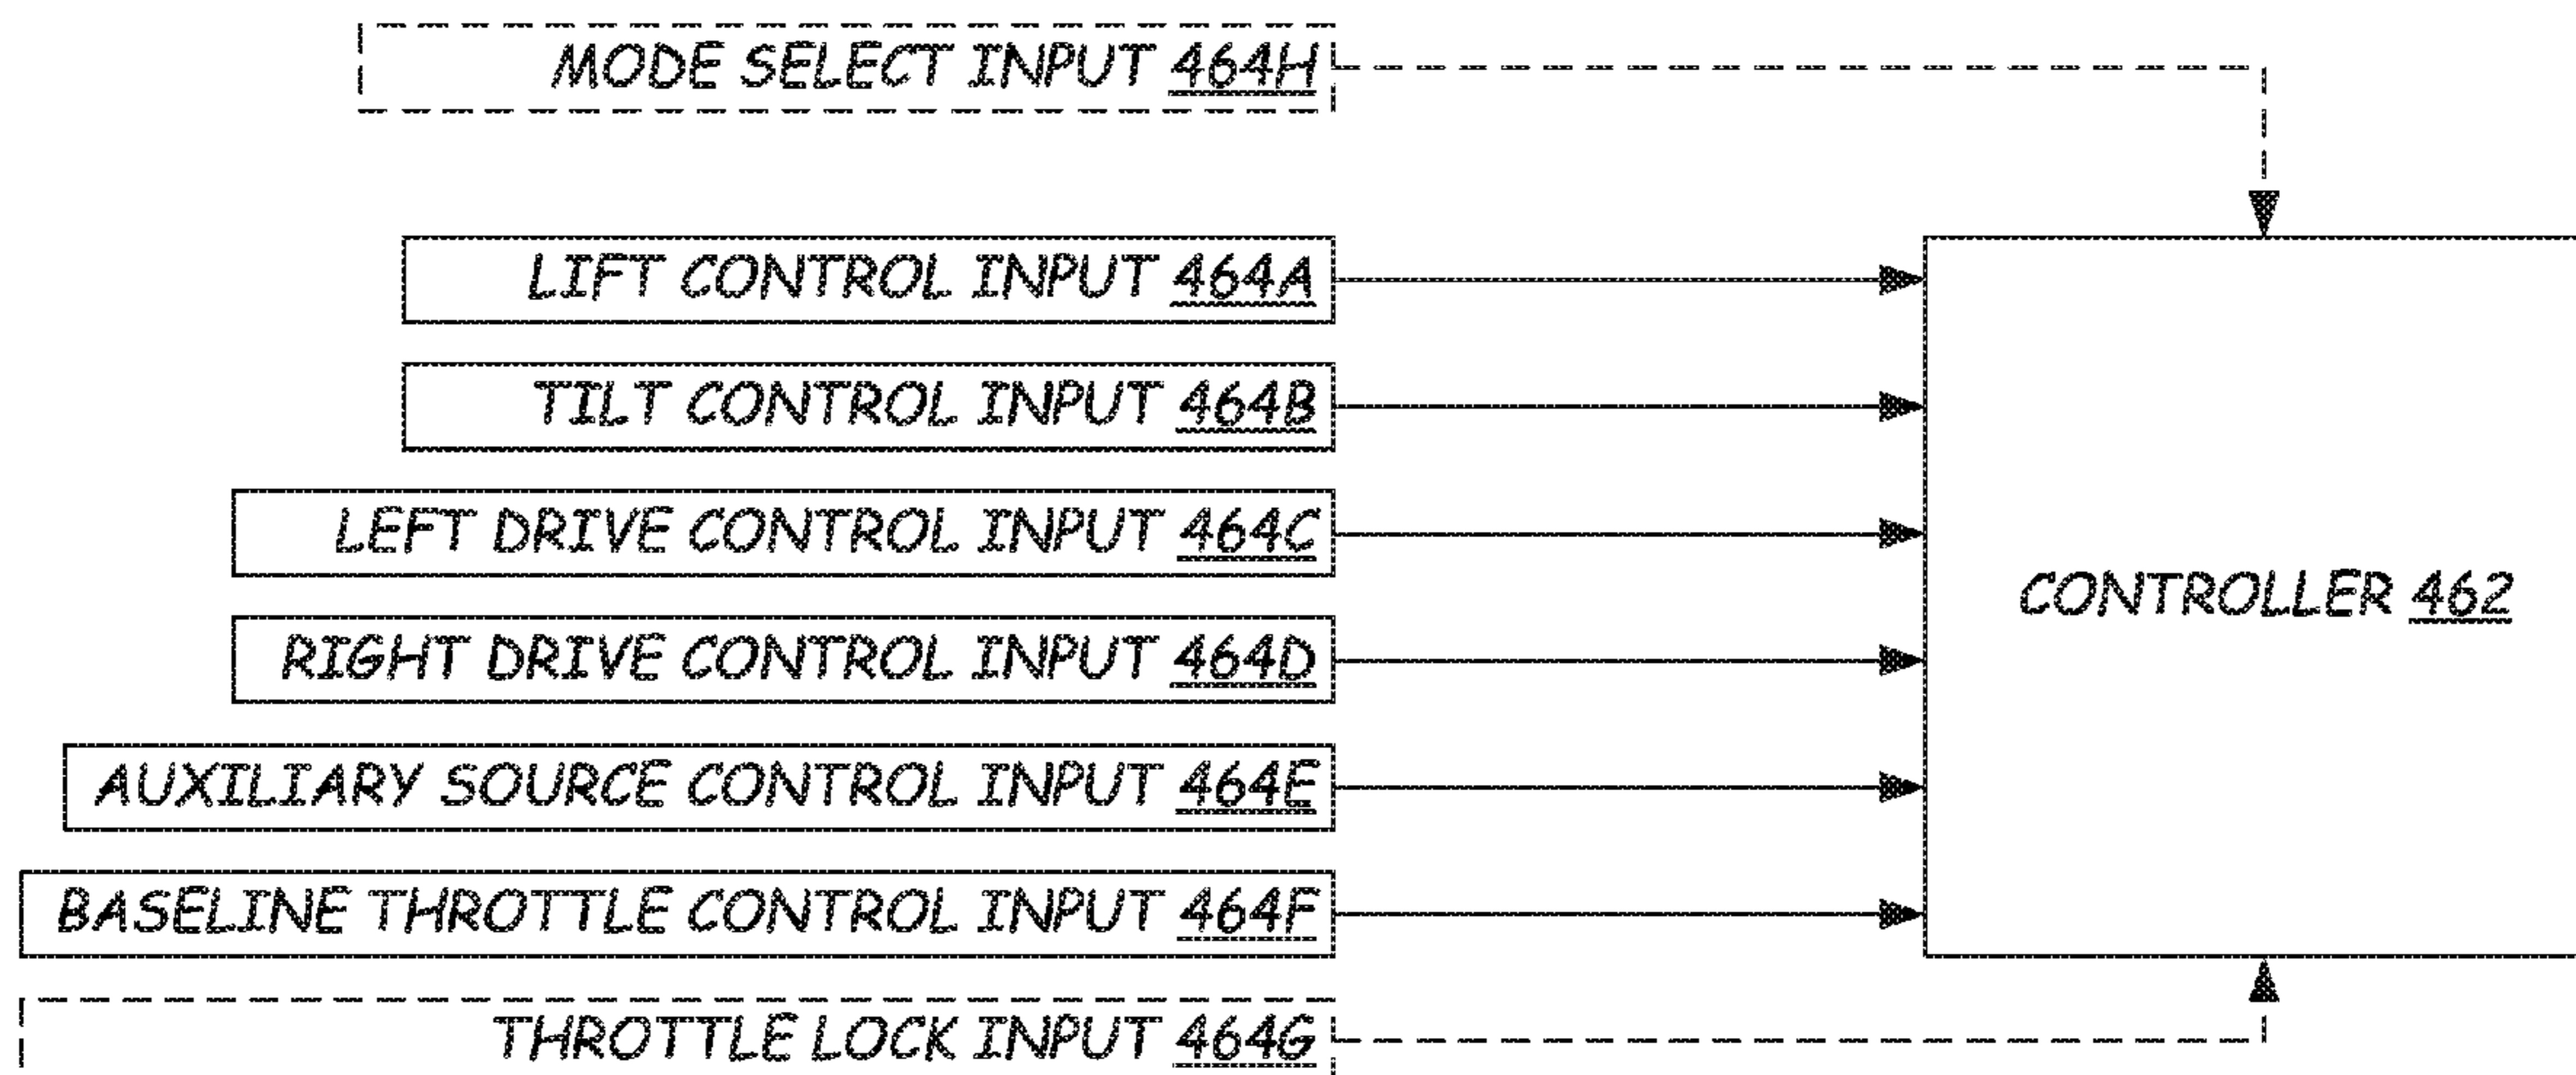 MODE SELECT INPUT 464H
LIFT CONTROL INPUT 464A
TILT CONTROL INPUT 464B
LEFT DRIVE CONTROL INPUT 464C
RIGHT DRIVE CONTROL INPUT 464D
AUXILIARY SOURCE CONTROL INPUT 464E
BASELINE THROTTLE CONTROL INPUT 464F
THROTTLE LOCK INPUT 464G
CONTROLLER 462